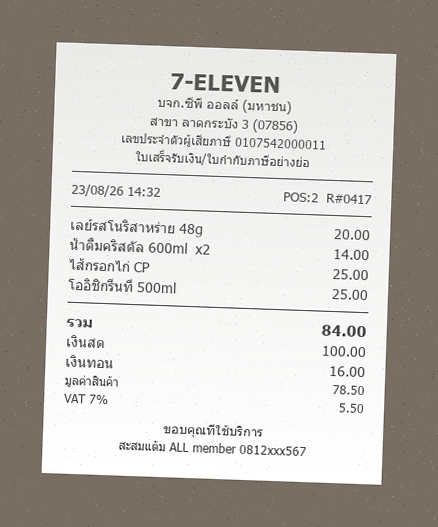 7-ELEVEN
บจก.ซีพี ออลล์ (มหาชน)
สาขา ลาดกระบัง 3 (07856)
เลขประจำตัวผู้เสียภาษี 0107542000011
ใบเสร็จรับเงิน/ใบกำกับภาษีอย่างย่อ
23/08/26 14:32 POS:2 R#0417
เลย์รสโนริสาหร่าย 48g 20.00
น้ำดื่มคริสตัล 600ml x2 14.00
ไส้กรอกไก่ CP 25.00
โออิชิกรีนที 500ml 25.00
รวม 84.00
เงินสด 100.00
เงินทอน 16.00
มูลค่าสินค้า 78.50
VAT 7% 5.50
ขอบคุณที่ใช้บริการ
สะสมแต้ม ALL member 0812xxx567